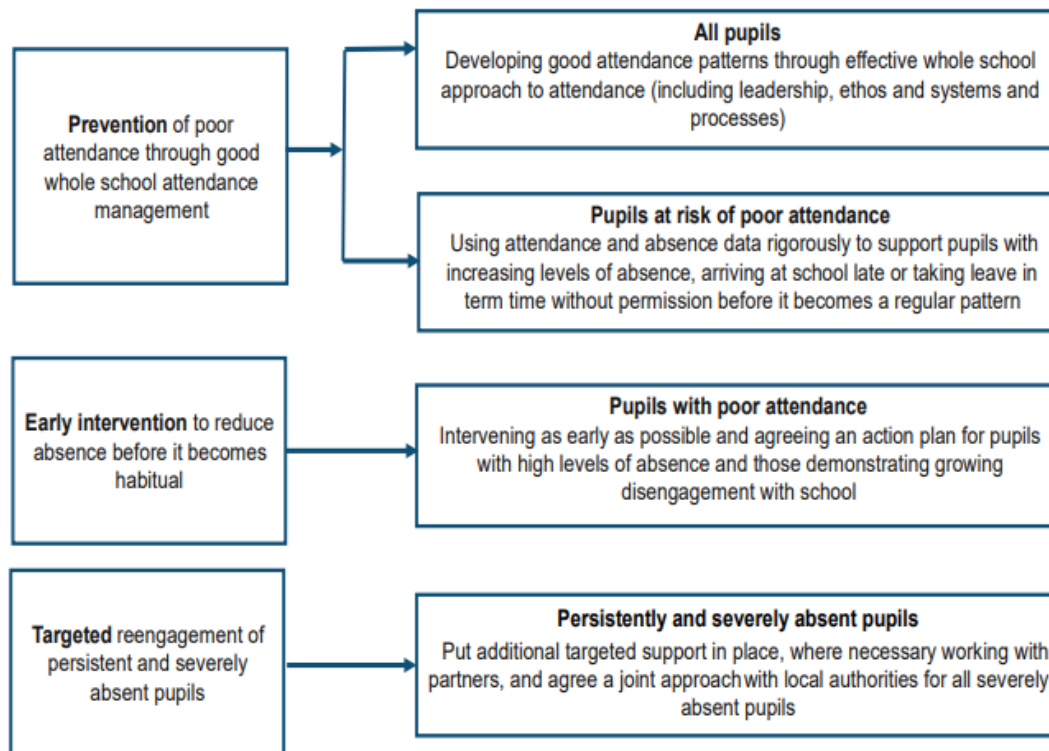 Prevention of poor
attendance through good
whole school attendance
management
All pupils
Developing good attendance patterns through effective whole school
approach to attendance (including leadership, ethos and systems and
processes)
Pupils at risk of poor attendance
Using attendance and absence data rigorously to support pupils with
increasing levels of absence, arriving at school late or taking leave in
term time without permission before it becomes a regular pattern
Early intervention to reduce
absence before it becomes
habitual
Pupils with poor attendance
Intervening as early as possible and agreeing an action plan for pupils
with high levels of absence and those demonstrating growing
disengagement with school
Targeted reengagement of
persistent and severely
absent pupils
Persistently and severely absent pupils
Put additional targeted support in place, where necessary working with
partners, and agree a joint approach with local authorities for all severely
absent pupils